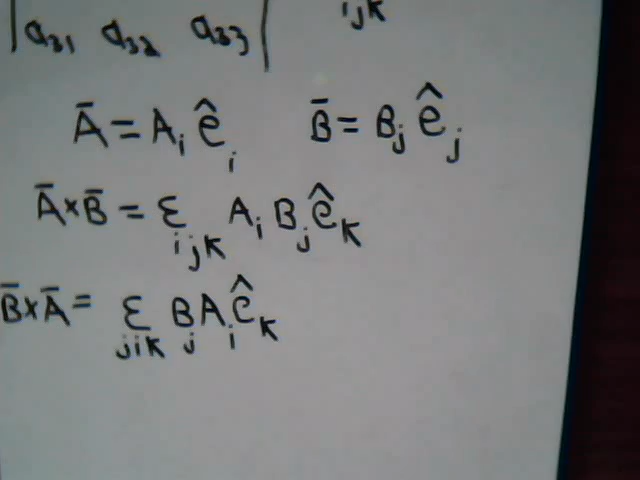 |a₃₁ a₃₂ a₃₃| ijk
Ā = Aᵢ êᵢ B̄ = Bⱼ êⱼ
Ā×B̄ = εᵢⱼₖ Aᵢ Bⱼ êₖ
B̄×Ā = εⱼᵢₖ Bⱼ Aᵢ êₖ